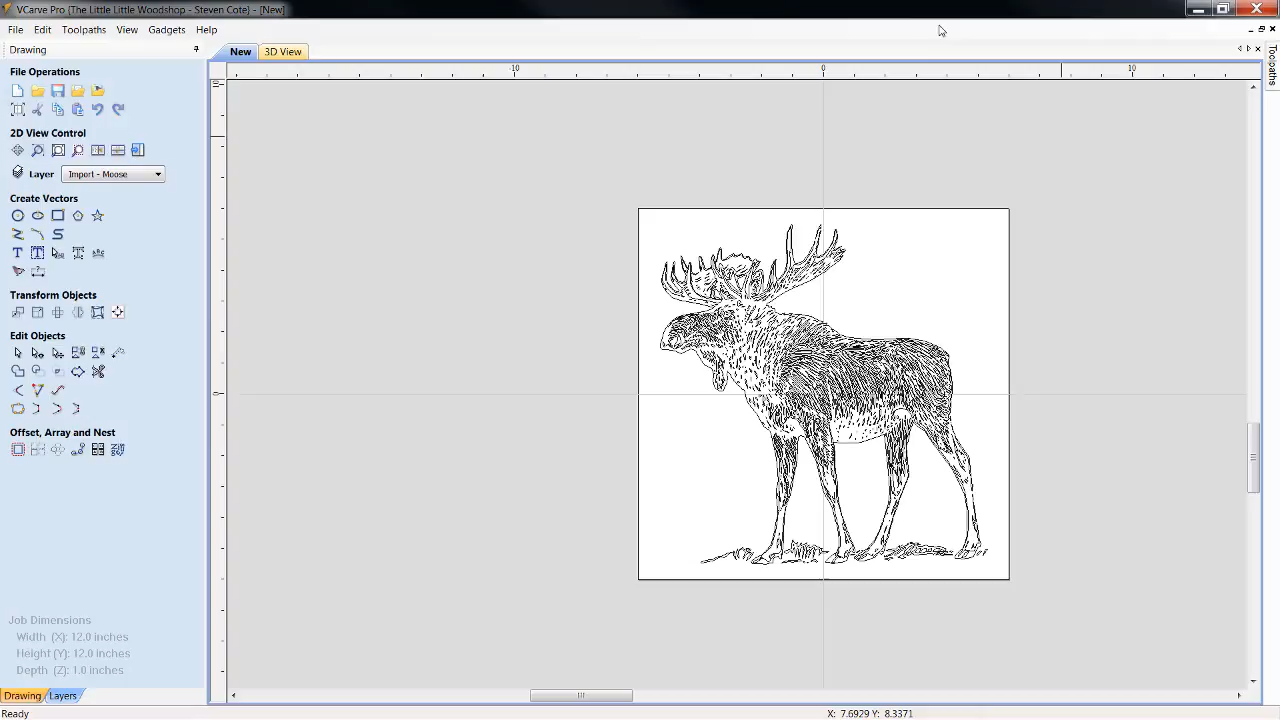 VCarve Pro {The Little Little Woodshop - Steven Cote} - [New]
File Edit Toolpaths View Gadgets Help
Drawing
New 3D View
Toolpaths
-10 0 10
File Operations
2D View Control
Layer Import - Moose
Create Vectors
Transform Objects
Edit Objects
Offset, Array and Nest
0
Job Dimensions
Width (X): 12.0 inches
Height (Y): 12.0 inches
Depth (Z): 1.0 inches
Drawing Layers
Ready X: 7.6929 Y: 8.3371